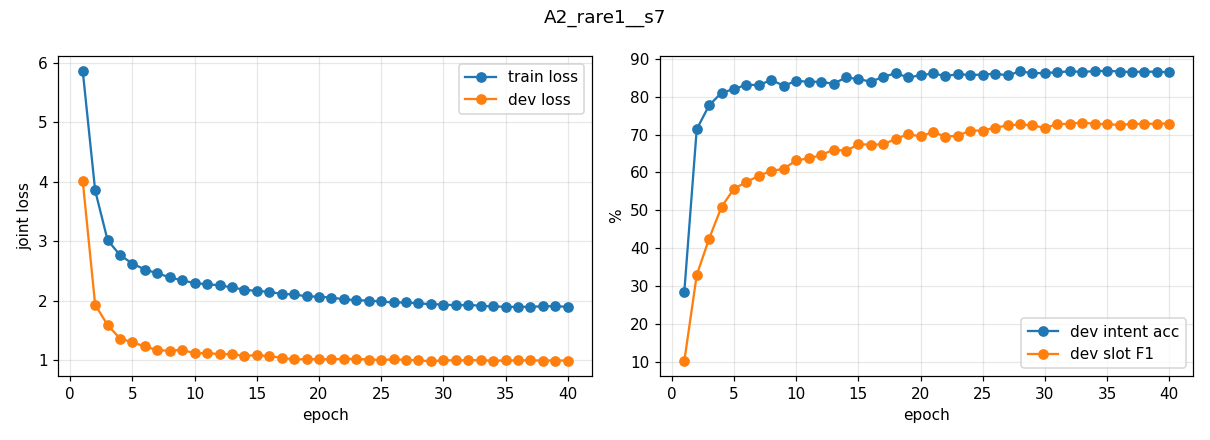 A2_rare1__s7
6
5
4
3
2
1
joint loss
train loss
dev loss
0 5 10 15 20 25 30 35 40
epoch
90
80
70
60
50
40
30
20
10
%
dev intent acc
dev slot F1
0 5 10 15 20 25 30 35 40
epoch